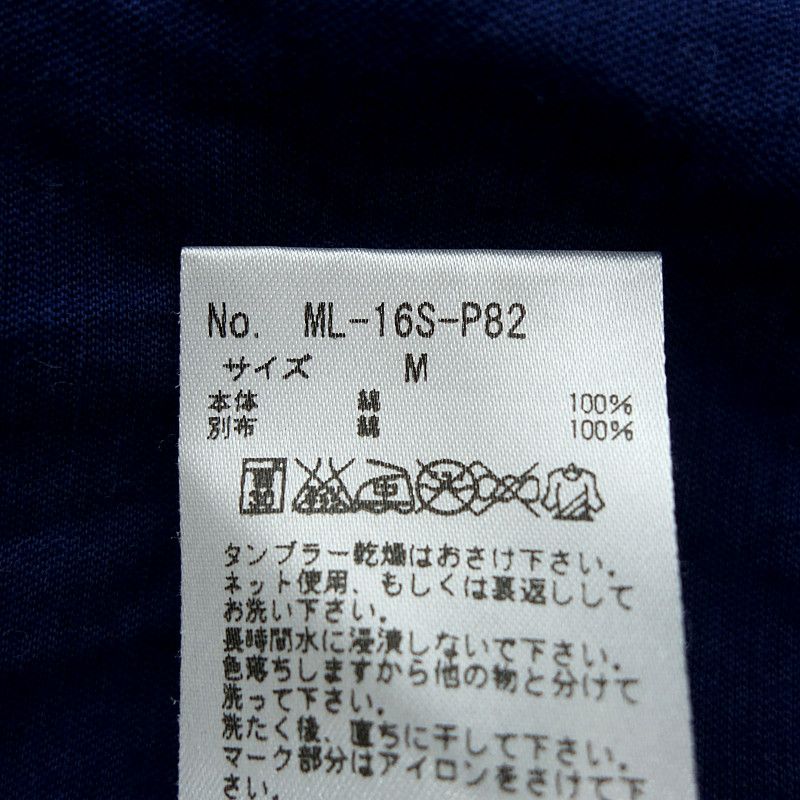 No. ML-16S-P82
サイズ M
本体 綿 100%
別布 綿 100%
タンブラー乾燥はおさけ下さい。
ネット使用、もしくは裏返しして
お洗い下さい。
長時間水に浸漬しないで下さい。
色落ちしますから他の物と分けて
洗って下さい。
洗たく後、直ちに干して下さい。
マーク部分はアイロンをさけて下
さい。